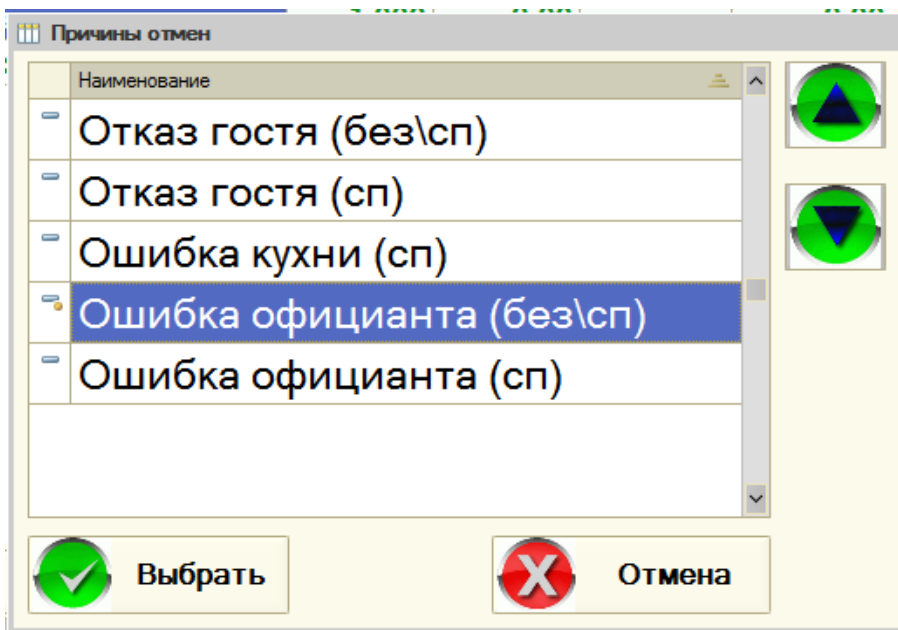 Причины отмен
Наименование
Отказ гостя (без\сп)
Отказ гостя (сп)
Ошибка кухни (сп)
Ошибка официанта (без\сп)
Ошибка официанта (сп)
Выбрать
Отмена